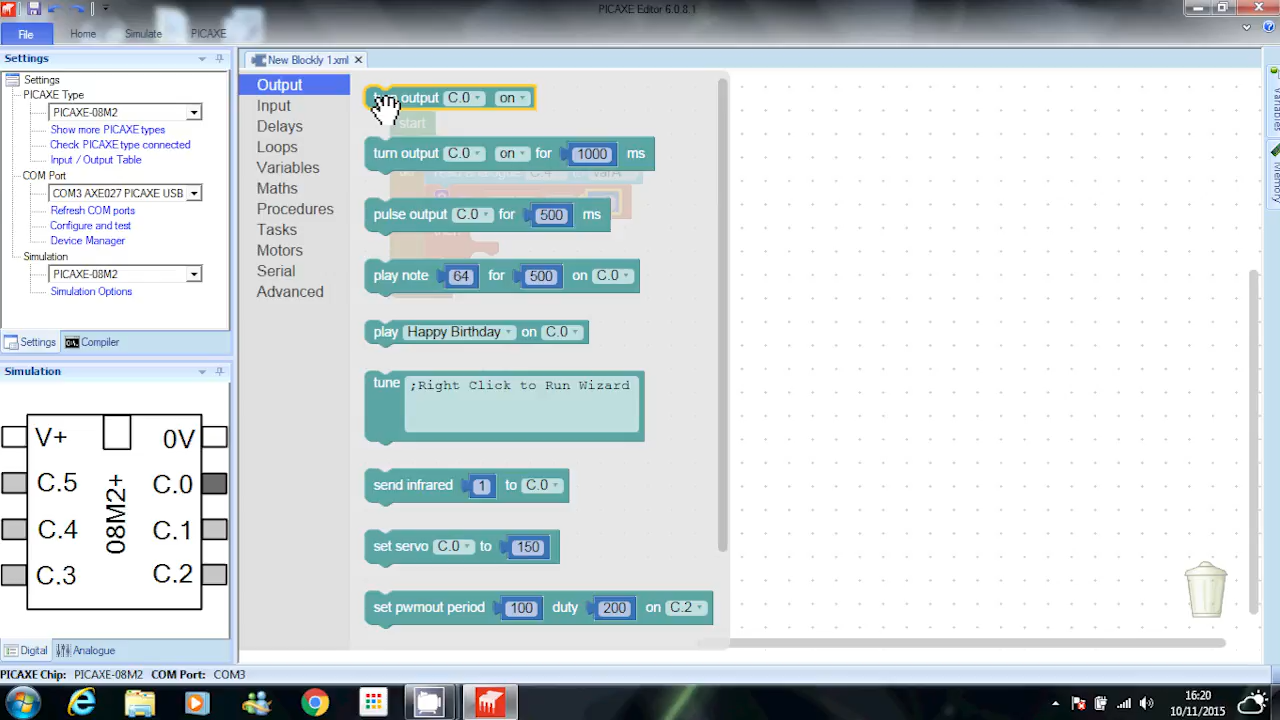 PICAXE Editor 6.0.8.1
File Home Simulate PICAXE
Settings
New Blockly 1.xml
Settings
PICAXE Type
PICAXE-08M2
Show more PICAXE types
Check PICAXE type connected
Input / Output Table
COM Port
COM3 AXE027 PICAXE USB
Refresh COM ports
Configure and test
Device Manager
Simulation
PICAXE-08M2
Simulation Options
Settings Compiler
Simulation
V+ 0V
C.5 C.0
C.4 C.1
C.3 C.2
08M2+
Digital Analogue
Output
Input
Delays
Loops
Variables
Maths
Procedures
Tasks
Motors
Serial
Advanced
turn output C.0 on
start
turn output C.0 on for 1000 ms
do readanalogue C.4 varA
pulse output C.0 for 500 ms
then
play note 64 for 500 on C.0
play Happy Birthday on C.0
tune ;Right Click to Run Wizard
send infrared 1 to C.0
set servo C.0 to 150
set pwmout period 100 duty 200 on C.2
Variables
Memory
PICAXE Chip: PICAXE-08M2 COM Port: COM3
16:20
10/11/2015